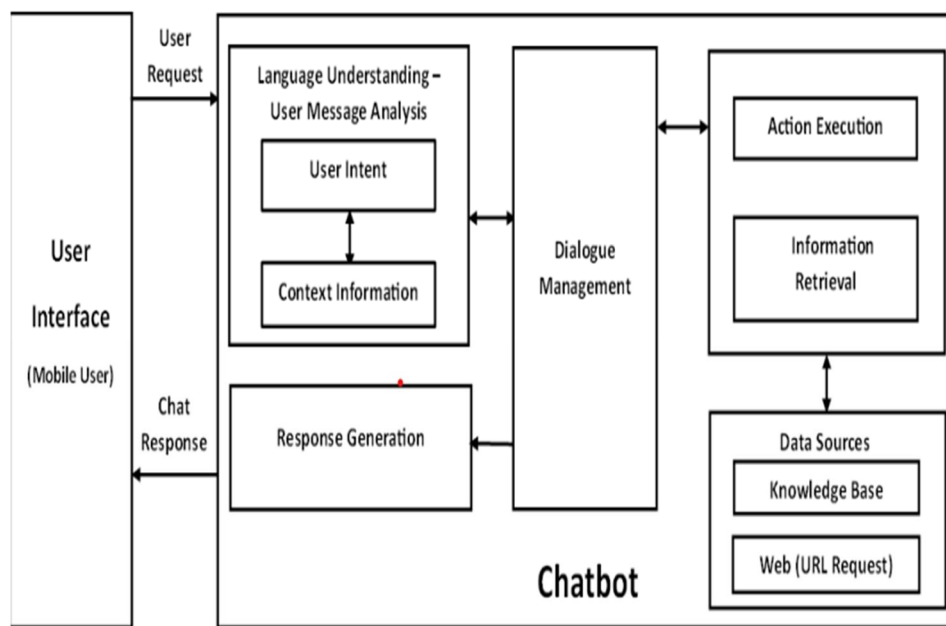 User
Request
User
Interface
(Mobile User)
Chat
Response
Language Understanding –
User Message Analysis
User Intent
Context Information
Response Generation
Dialogue
Management
Action Execution
Information
Retrieval
Data Sources
Knowledge Base
Web (URL Request)
Chatbot